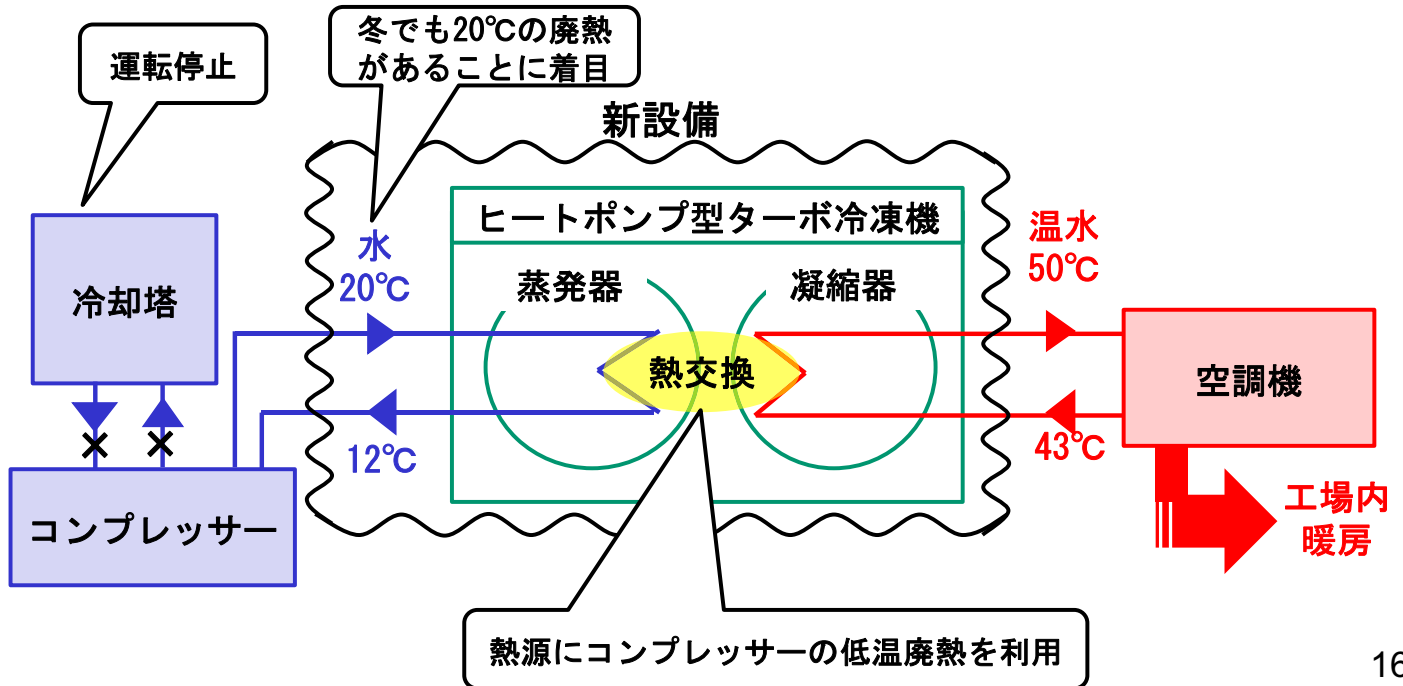 運転停止
冬でも20℃の廃熱
があることに着目
新設備
ヒートポンプ型ターボ冷凍機
冷却塔
水
20℃
蒸発器
凝縮器
温水
50℃
熱交換
空調機
12℃
43℃
コンプレッサー
工場内
暖房
熱源にコンプレッサーの低温廃熱を利用
16